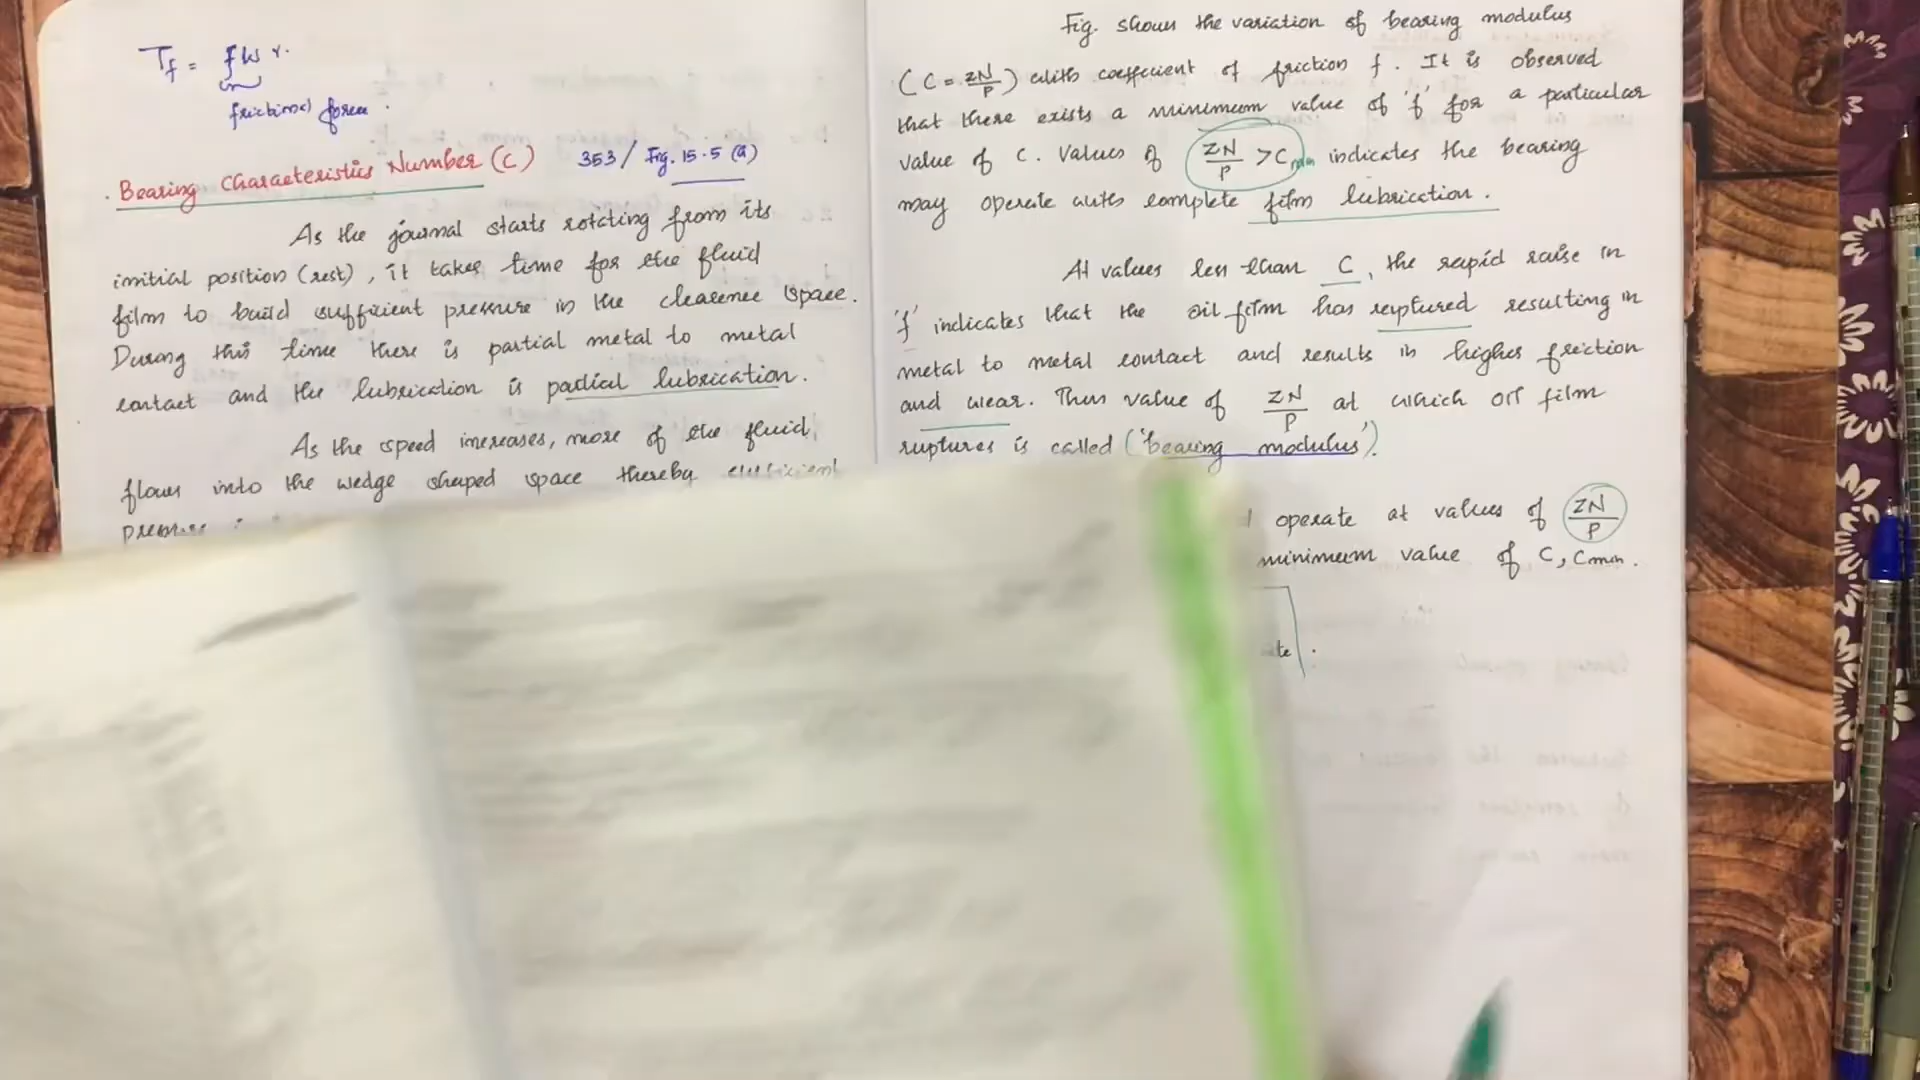 Tf = f W r.
frictional force.
Bearing Characteristics Number (C) 353 / Fig. 15.5 (a)
As the journal starts rotating from its
initial position (rest), it takes time for the fluid
film to build sufficient pressure in the clearence space.
During this time there is partial metal to metal
contact and the lubrication is partial lubrication.
As the speed increases, more of the fluid
flows into the wedge shaped space thereby sufficient
pressure
Fig. shows the variation of bearing modulus
(C = ZN/P) with coefficient of friction f. It is observed
that there exists a minimum value of 'f' for a particular
value of C. Values of ZN/P > Cmin indicates the bearing
may operate with complete film lubrication.
At values less than C, the rapid raise in
'f' indicates that the oil film has ruptured resulting in
metal to metal contact and results in higher friction
and wear. Thus value of ZN/P at which oil film
ruptures is called ('bearing modulus').
operate at values of ZN/P
minimum value of C, Cmin.